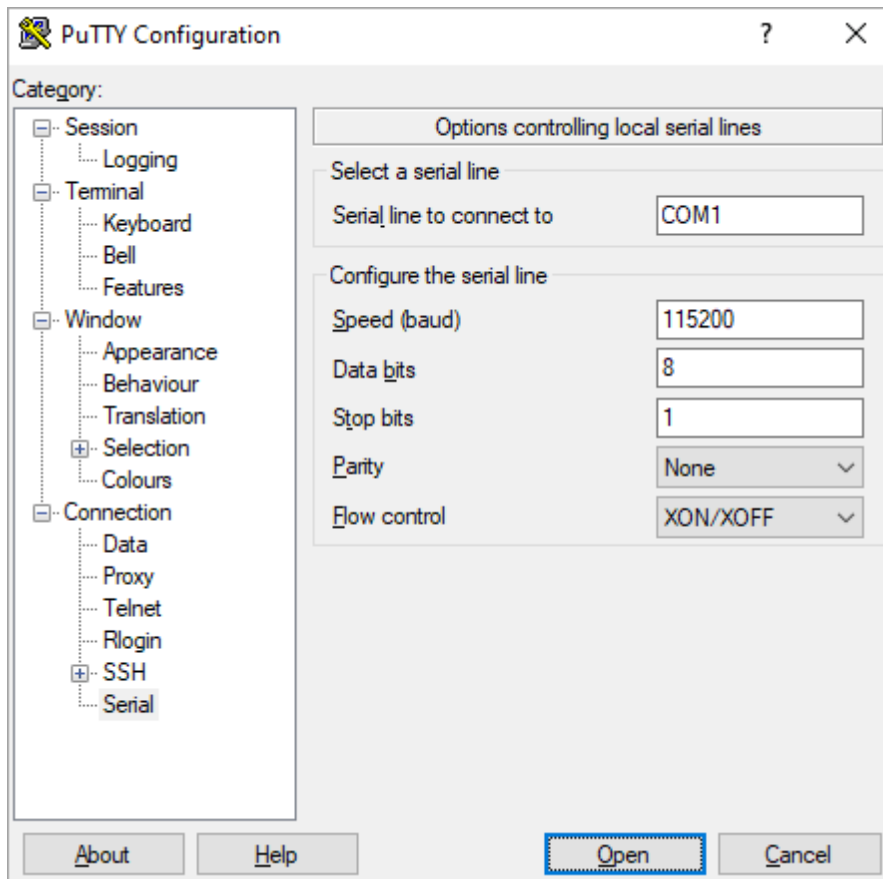 PuTTY Configuration
?
Category:
Session
Logging
Terminal
Keyboard
Bell
Features
Window
Appearance
Behaviour
Translation
Selection
Colours
Connection
Data
Proxy
Telnet
Rlogin
SSH
Serial
Options controlling local serial lines
Select a serial line
Serial line to connect to COM1
Configure the serial line
Speed (baud) 115200
Data bits 8
Stop bits 1
Parity None
Flow control XON/XOFF
About Help Open Cancel